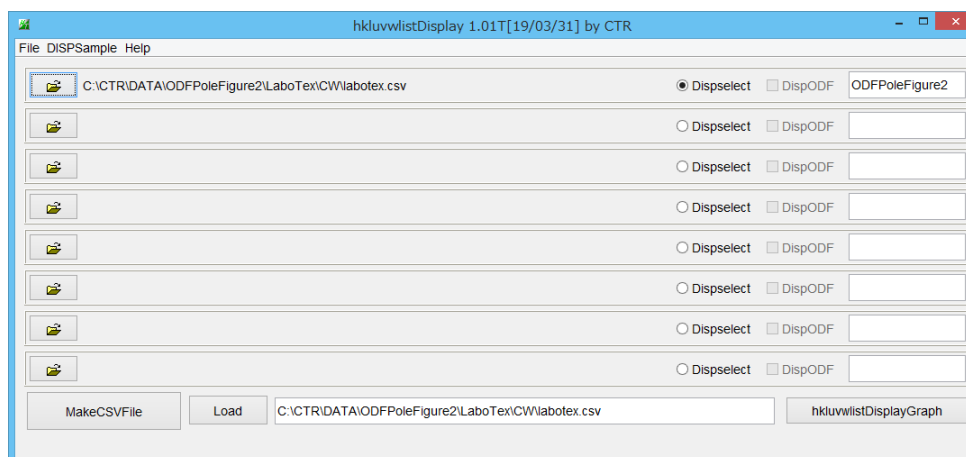 hkluvwlistDisplay 1.01T[19/03/31] by CTR
File DISPSample Help
C:\CTR\DATA\ODFPoleFigure2\LaboTex\CW\labotex.csv Dispselect DispODF ODFPoleFigure2
Dispselect DispODF
Dispselect DispODF
Dispselect DispODF
Dispselect DispODF
Dispselect DispODF
Dispselect DispODF
Dispselect DispODF
MakeCSVFile Load C:\CTR\DATA\ODFPoleFigure2\LaboTex\CW\labotex.csv hkluvwlistDisplayGraph